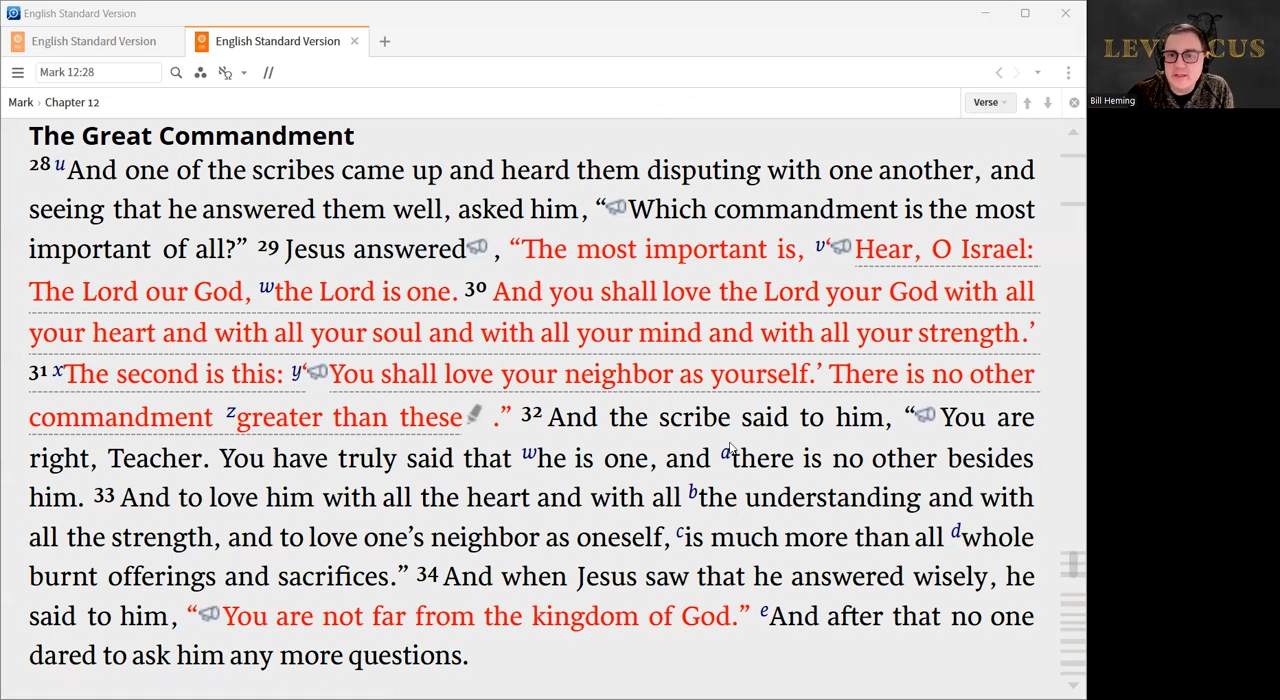 English Standard Version
English Standard Version
English Standard Version
Mark 12:28
Mark › Chapter 12
Verse
The Great Commandment
28 u And one of the scribes came up and heard them disputing with one another, and
seeing that he answered them well, asked him, “Which commandment is the most
important of all?” 29 Jesus answered, “The most important is, v‘Hear, O Israel:
The Lord our God, wthe Lord is one. 30 And you shall love the Lord your God with all
your heart and with all your soul and with all your mind and with all your strength.’
31 xThe second is this: y‘You shall love your neighbor as yourself.’ There is no other
commandment zgreater than these.” 32 And the scribe said to him, “You are
right, Teacher. You have truly said that whe is one, and athere is no other besides
him. 33 And to love him with all the heart and with all bthe understanding and with
all the strength, and to love one’s neighbor as oneself, cis much more than all dwhole
burnt offerings and sacrifices.” 34 And when Jesus saw that he answered wisely, he
said to him, “You are not far from the kingdom of God.” eAnd after that no one
dared to ask him any more questions.
Bill Heming